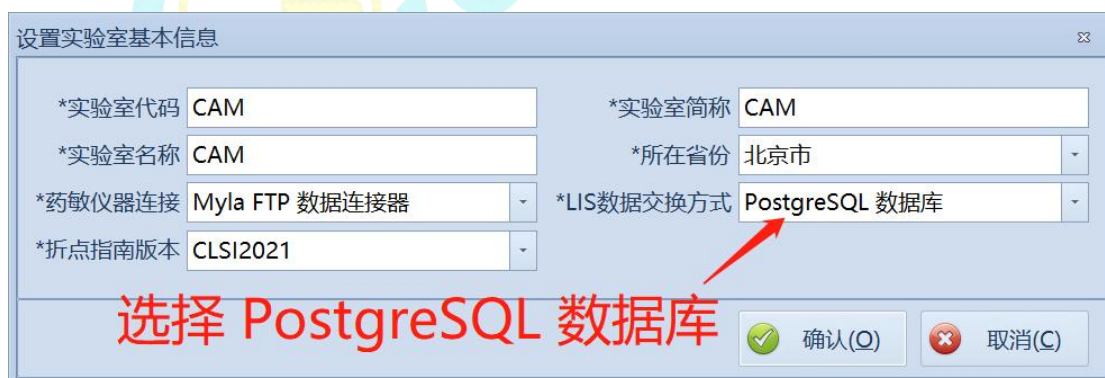 设置实验室基本信息
*实验室代码 CAM *实验室简称 CAM
*实验室名称 CAM *所在省份 北京市
*药敏仪器连接 Myla FTP 数据连接器 *LIS数据交换方式 PostgreSQL 数据库
*折点指南版本 CLSI2021
选择 PostgreSQL 数据库
确认(O) 取消(C)